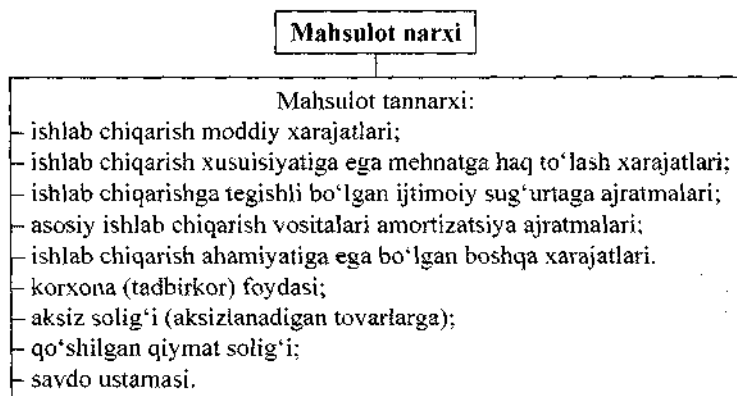 Mahsulot narxi
Mahsulot tannarxi:
– ishlab chiqarish moddiy xarajatlari;
– ishlab chiqarish xusuisiyatiga ega mehnatga haq to‘lash xarajatlari;
– ishlab chiqarishga tegishli bo‘lgan ijtimoiy sug‘urtaga ajratmalari;
– asosiy ishlab chiqarish vositalari amortizatsiya ajratmalari;
– ishlab chiqarish ahamiyatiga ega bo‘lgan boshqa xarajatlari.
– korxona (tadbirkor) foydasi;
– aksiz solig‘i (aksizlanadigan tovarlarga);
– qo‘shilgan qiymat solig‘i;
– savdo ustamasi.